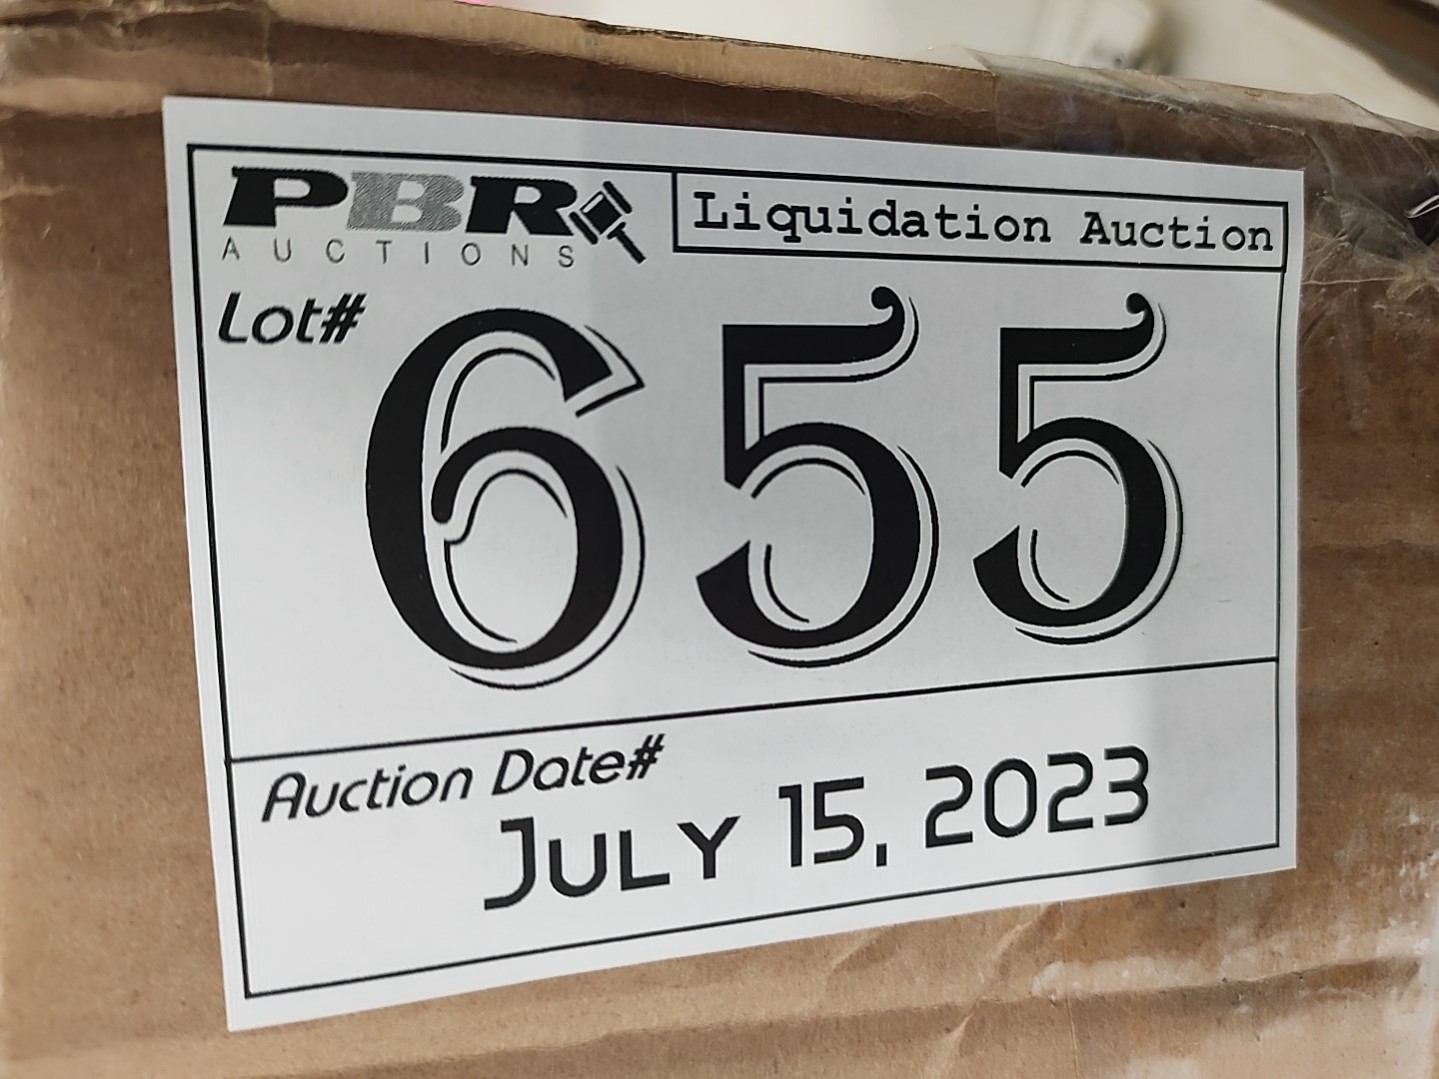 PBR
AUCTIONS
Liquidation Auction
Lot#
655
Auction Date#
JULY 15, 2023